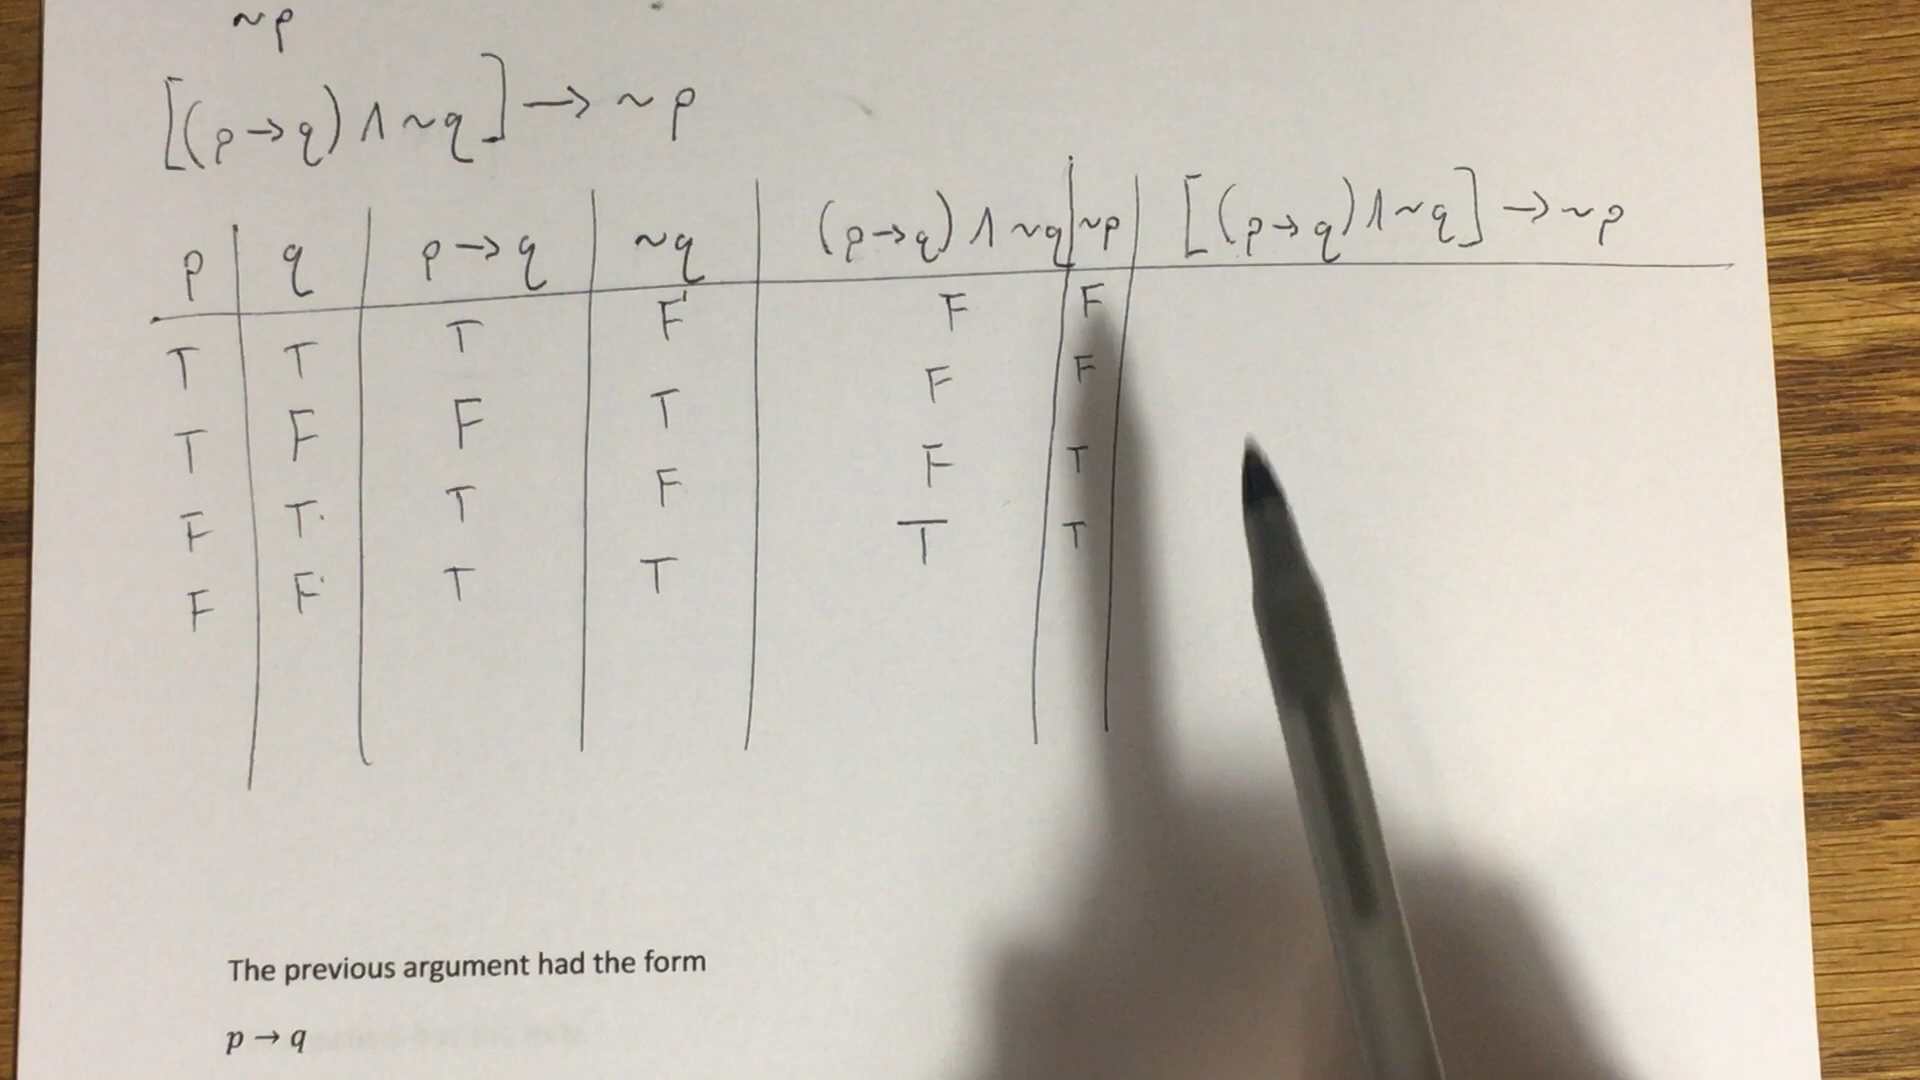 ~p
[(p→q)∧~q]→~p
p q p→q ~q (p→q)∧~q ~p [(p→q)∧~q]→~p
T T T F F F
T F F T F F
F T T F F T
F F T T T T
The previous argument had the form
p → q